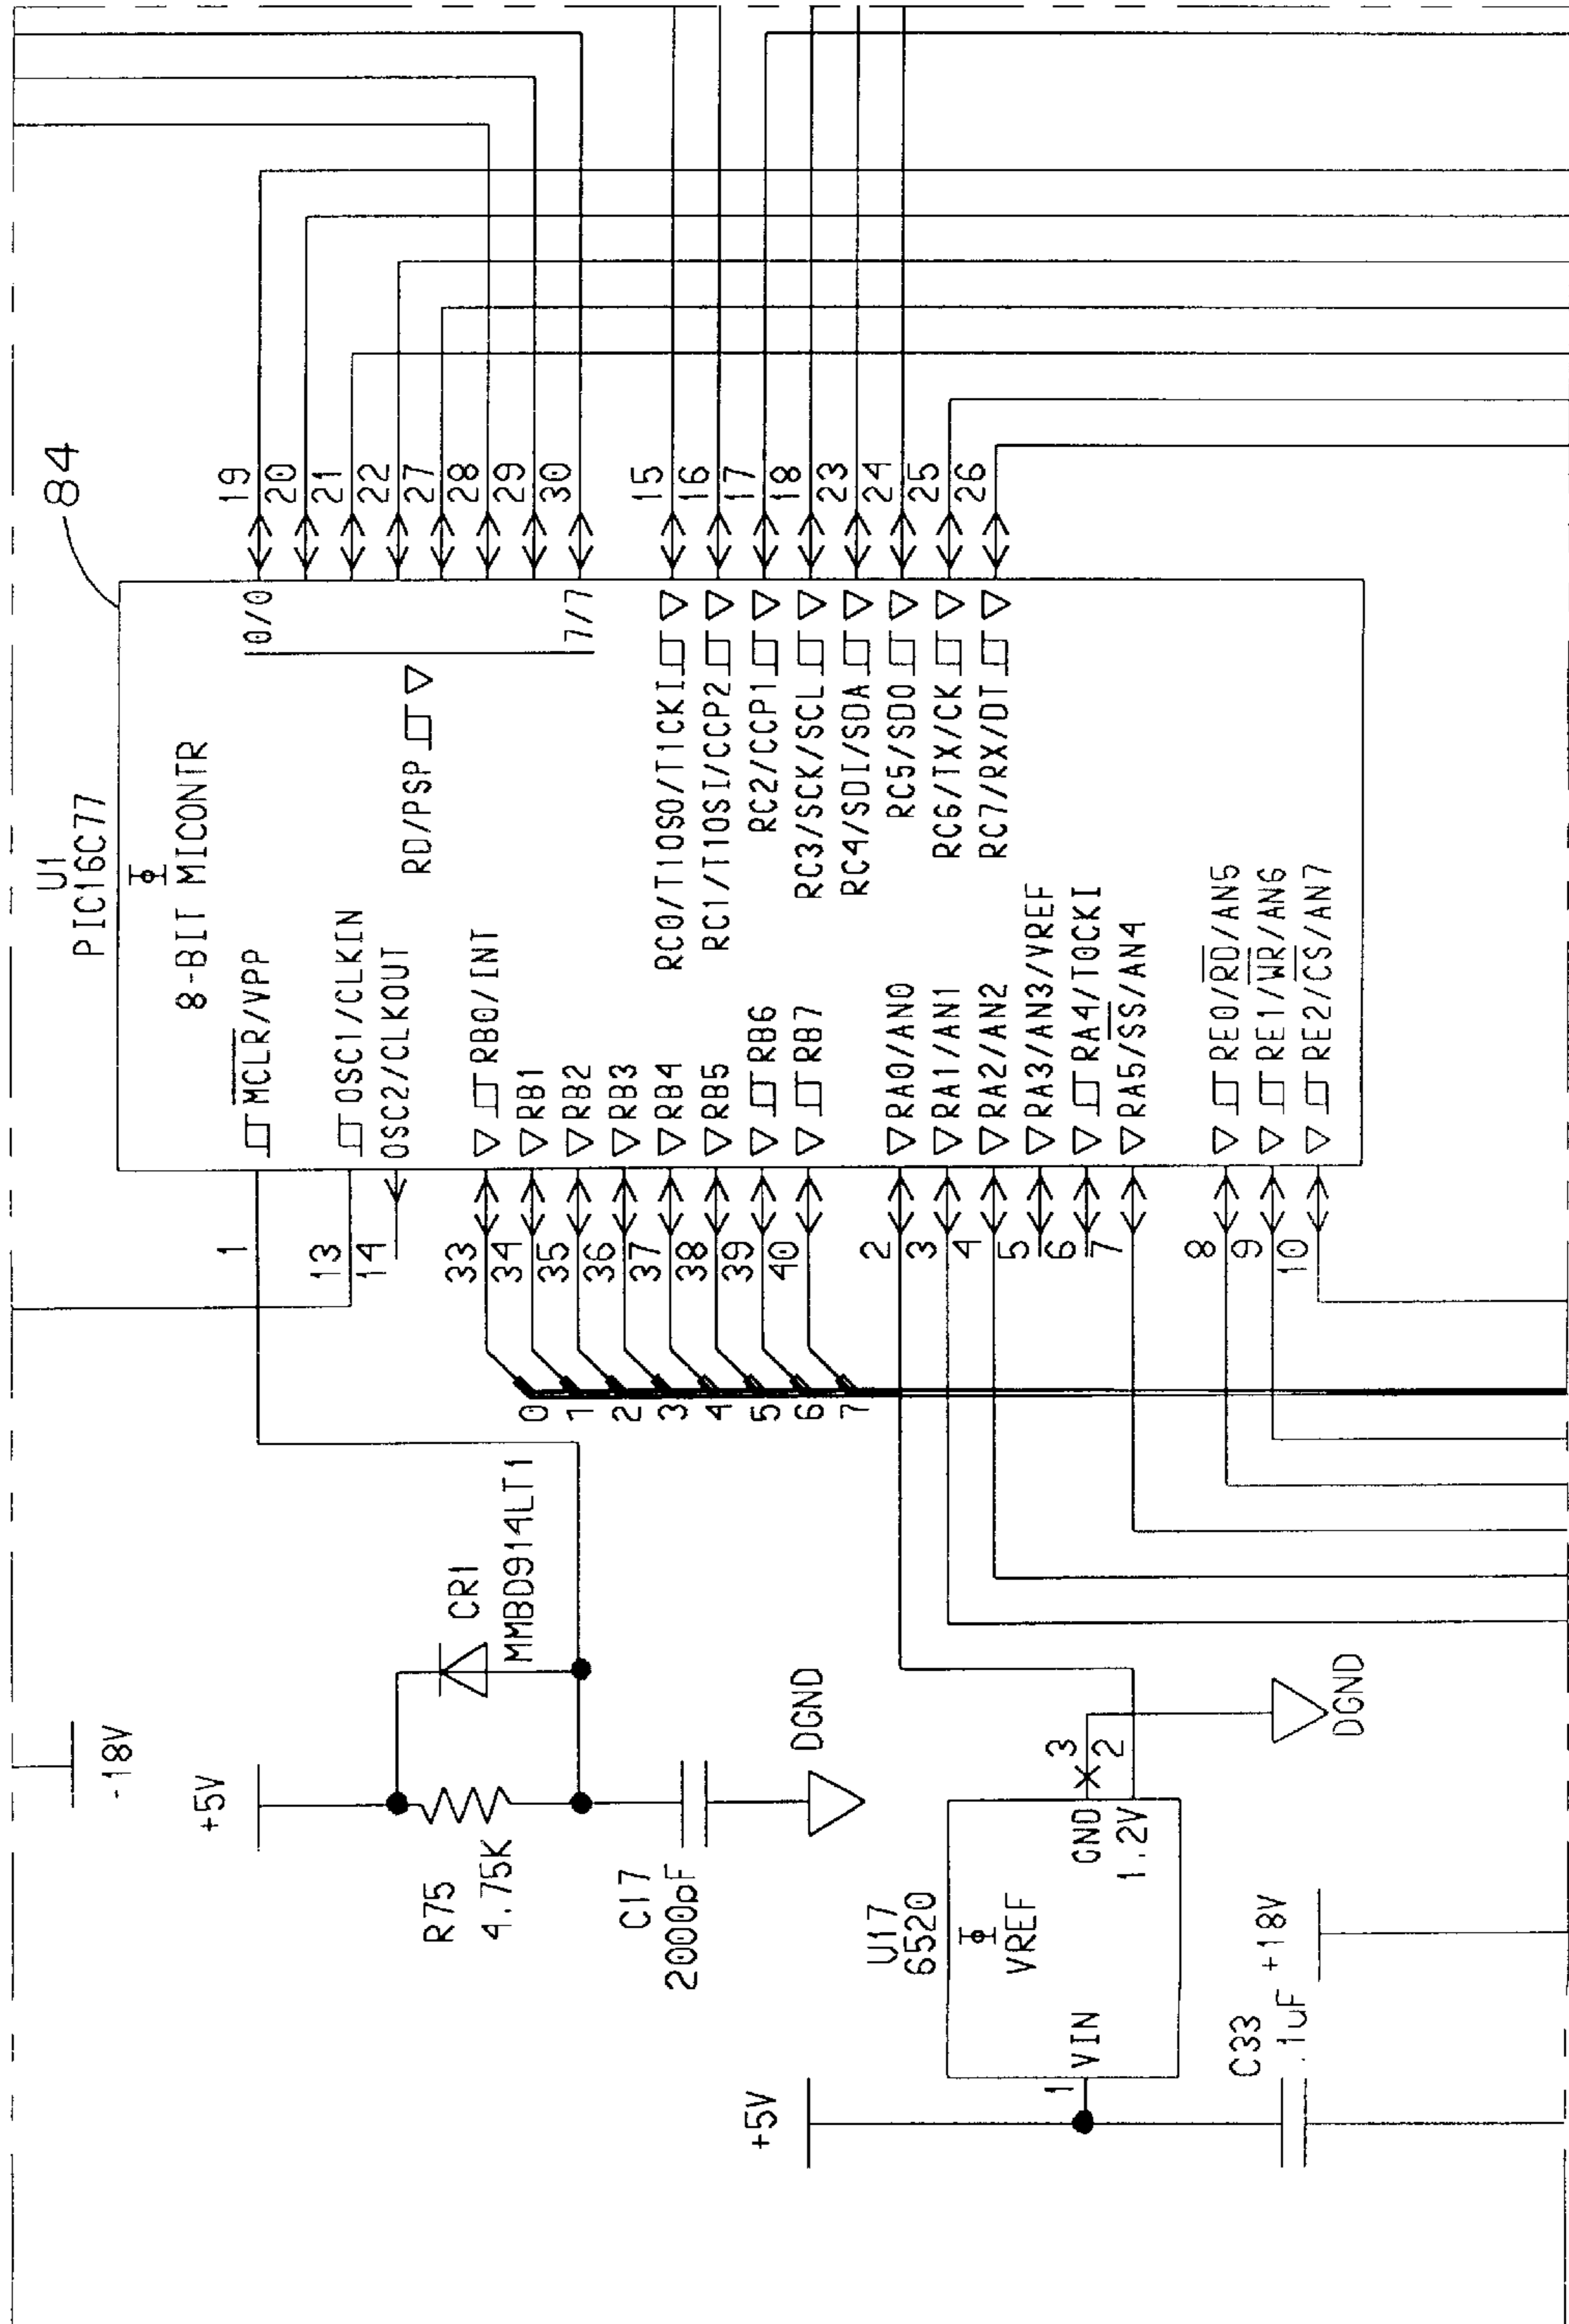 84
U1
PIC16C77
8-BIT MICONTR
MCLR/VPP
OSC1/CLKIN
OSC2/CLKOUT
RD/PSP
0/0
7/7
19
20
21
22
27
28
29
30
RB0/INT
RB1
RB2
RB3
RB4
RB5
RB6
RB7
RC0/T1OSO/T1CKI
RC1/T1OSI/CCP2
RC2/CCP1
RC3/SCK/SCL
RC4/SDI/SDA
RC5/SDO
RC6/TX/CK
RC7/RX/DT
15
16
17
18
23
24
25
26
RA0/AN0
RA1/AN1
RA2/AN2
RA3/AN3/VREF
RA4/T0CKI
RA5/SS/AN4
RE0/RD/AN5
RE1/WR/AN6
RE2/CS/AN7
1
13
14
33
34
35
36
37
38
39
40
2
3
4
5
6
7
8
9
10
0
1
2
3
4
5
6
7
-18V
+5V
R75
4.75K
CR1
MMBD914LT1
C17
2000pF
DGND
U17
6520
VREF
VIN
GND
1.2V
1
3
2
+5V
DGND
C33
.1uF
+18V